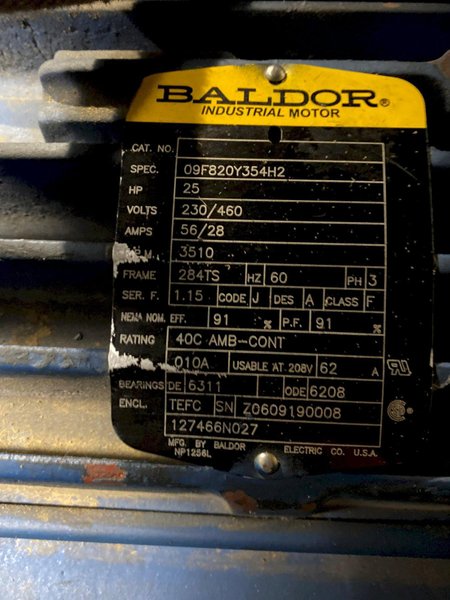 BALDOR®
INDUSTRIAL MOTOR
CAT. NO.
SPEC. 09F820Y354H2
HP 25
VOLTS 230/460
AMPS 56/28
.M. 3510
FRAME 284TS HZ 60 PH 3
SER. F. 1.15 CODE J DES A CLASS F
NEMA NOM. EFF. 91 % P.F. 91 %
RATING 40C AMB-CONT
010A USABLE AT 208V 62 A
BEARINGS DE 6311 ODE 6208
ENCL. TEFC SN Z0609190008
127466N027
MFG. BY BALDOR ELECTRIC CO. U.S.A.
NP1256L